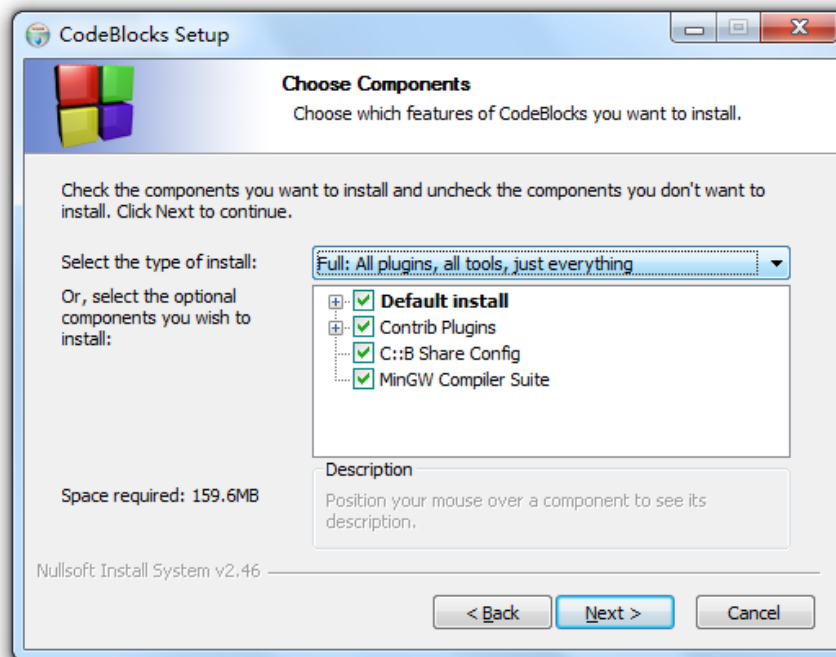 CodeBlocks Setup
Choose Components
Choose which features of CodeBlocks you want to install.
Check the components you want to install and uncheck the components you don't want to
install. Click Next to continue.
Select the type of install:
Full: All plugins, all tools, just everything
Or, select the optional
components you wish to
install:
Default install
Contrib Plugins
C::B Share Config
MinGW Compiler Suite
Space required: 159.6MB
Description
Position your mouse over a component to see its
description.
Nullsoft Install System v2.46
< Back
Next >
Cancel